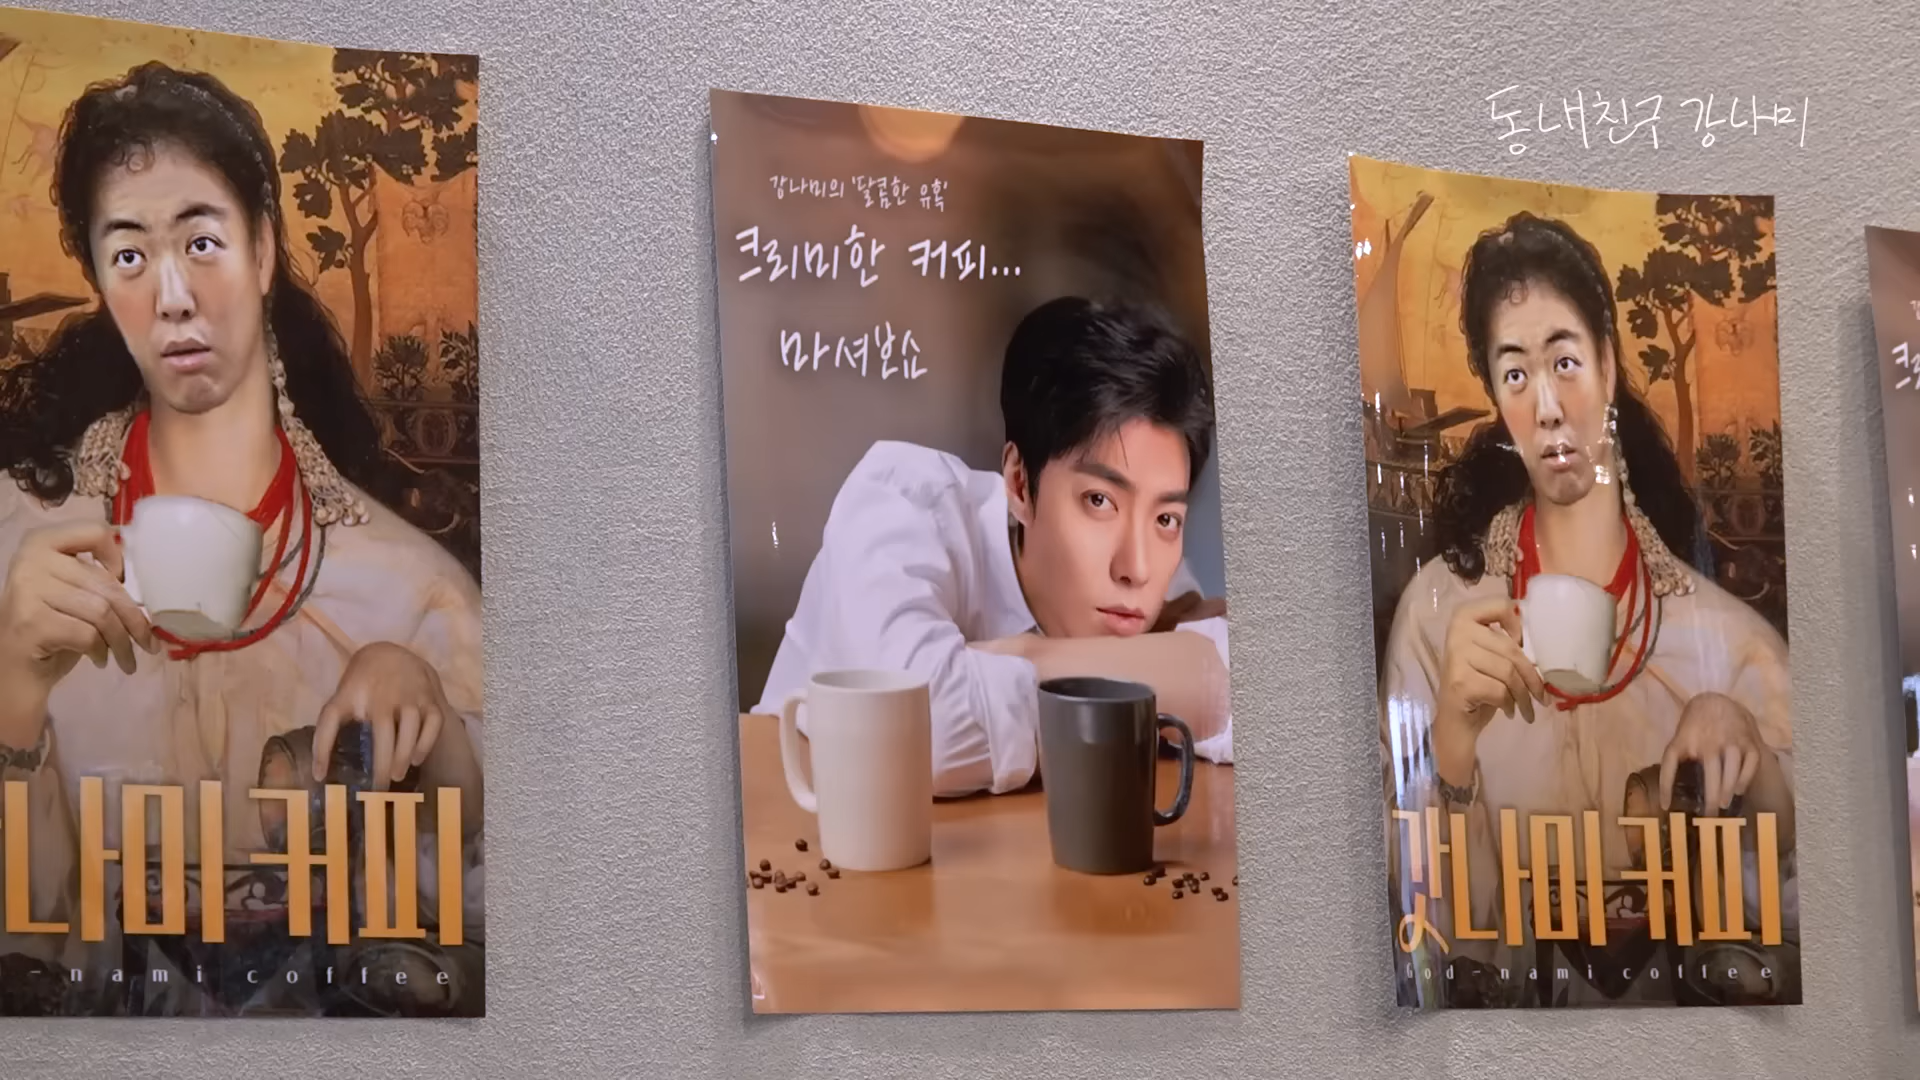 동내친구 강나미
나미커피
-nami coffee
강나미의 '달콤한 유혹'
크리미한 커피...
마셔본쇼
갓나미커피
God-nami coffee